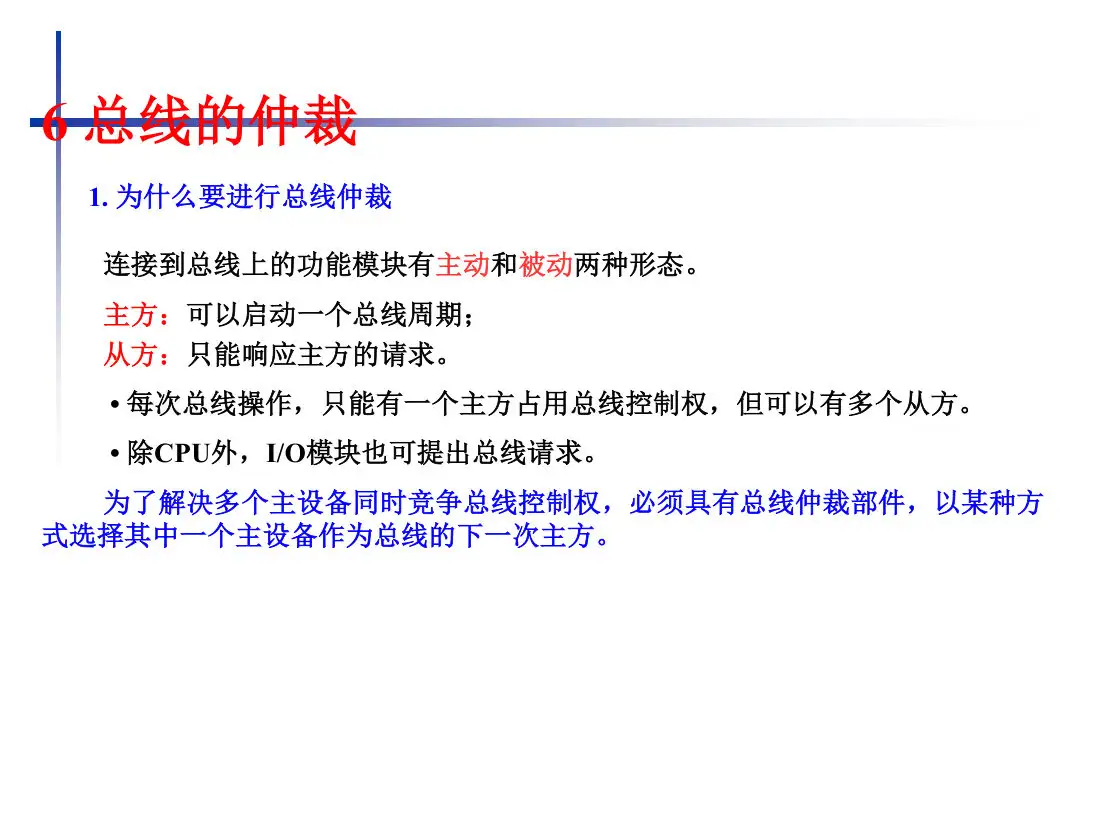 6 总线的仲裁
1. 为什么要进行总线仲裁
连接到总线上的功能模块有主动和被动两种形态。
主方：可以启动一个总线周期；
从方：只能响应主方的请求。
• 每次总线操作，只能有一个主方占用总线控制权，但可以有多个从方。
• 除CPU外，I/O模块也可提出总线请求。
为了解决多个主设备同时竞争总线控制权，必须具有总线仲裁部件，以某种方
式选择其中一个主设备作为总线的下一次主方。